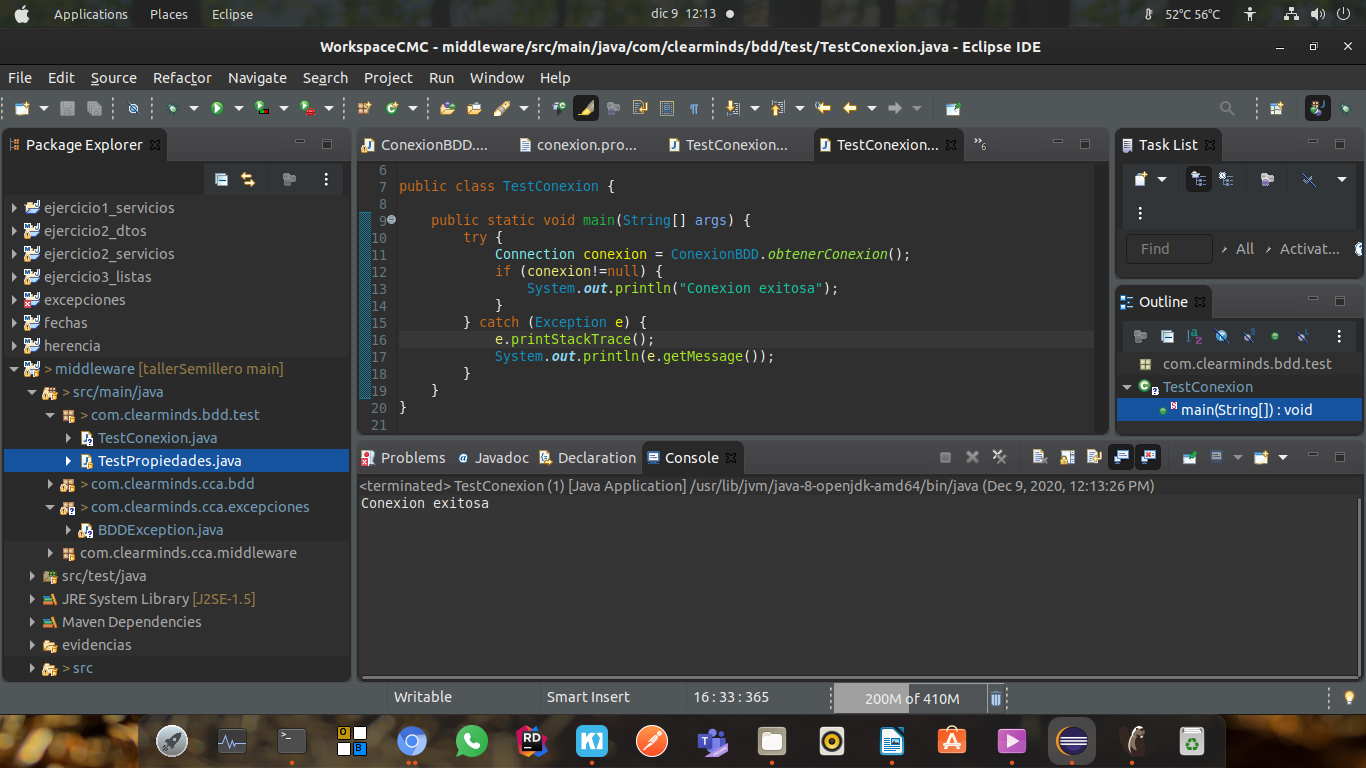 Applications Places Eclipse dic 9 12:13 52°C 56°C
WorkspaceCMC - middleware/src/main/java/com/clearminds/bdd/test/TestConexion.java - Eclipse IDE
File Edit Source Refactor Navigate Search Project Run Window Help
Package Explorer
ejercicio1_servicios
ejercicio2_dtos
ejercicio2_servicios
ejercicio3_listas
excepciones
fechas
herencia
> middleware [tallerSemillero main]
> src/main/java
> com.clearminds.bdd.test
TestConexion.java
TestPropiedades.java
> com.clearminds.cca.bdd
> com.clearminds.cca.excepciones
BDDException.java
com.clearminds.cca.middleware
src/test/java
JRE System Library [J2SE-1.5]
Maven Dependencies
evidencias
> src
ConexionBDD.... conexion.pro... TestConexion... TestConexion... »6
6
7 public class TestConexion {
8
9 public static void main(String[] args) {
10 try {
11 Connection conexion = ConexionBDD.obtenerConexion();
12 if (conexion!=null) {
13 System.out.println("Conexion exitosa");
14 }
15 } catch (Exception e) {
16 e.printStackTrace();
17 System.out.println(e.getMessage());
18 }
19 }
20 }
21
Problems Javadoc Declaration Console
<terminated> TestConexion (1) [Java Application] /usr/lib/jvm/java-8-openjdk-amd64/bin/java (Dec 9, 2020, 12:13:26 PM)
Conexion exitosa
Task List
Find All Activat...
Outline
com.clearminds.bdd.test
TestConexion
main(String[]) : void
Writable Smart Insert 16 : 33 : 365 200M of 410M